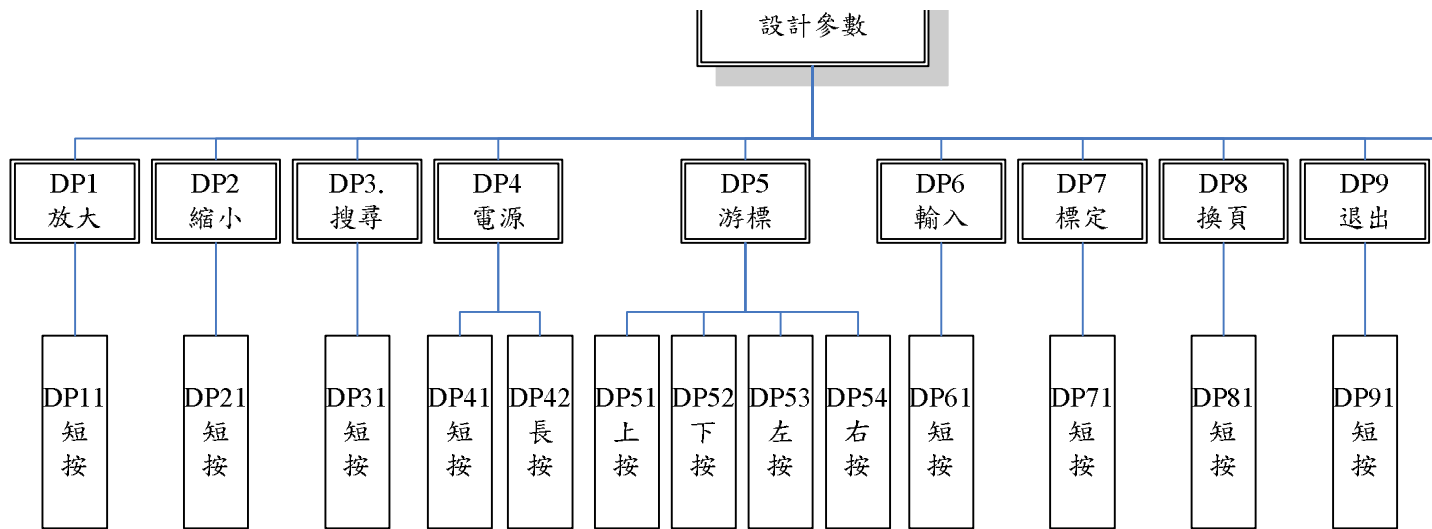 設計參數
DP1
放大
DP2
縮小
DP3.
搜尋
DP4
電源
DP5
游標
DP6
輸入
DP7
標定
DP8
換頁
DP9
退出
DP11
短
按
DP21
短
按
DP31
短
按
DP41
短
按
DP42
長
按
DP51
上
按
DP52
下
按
DP53
左
按
DP54
右
按
DP61
短
按
DP71
短
按
DP81
短
按
DP91
短
按